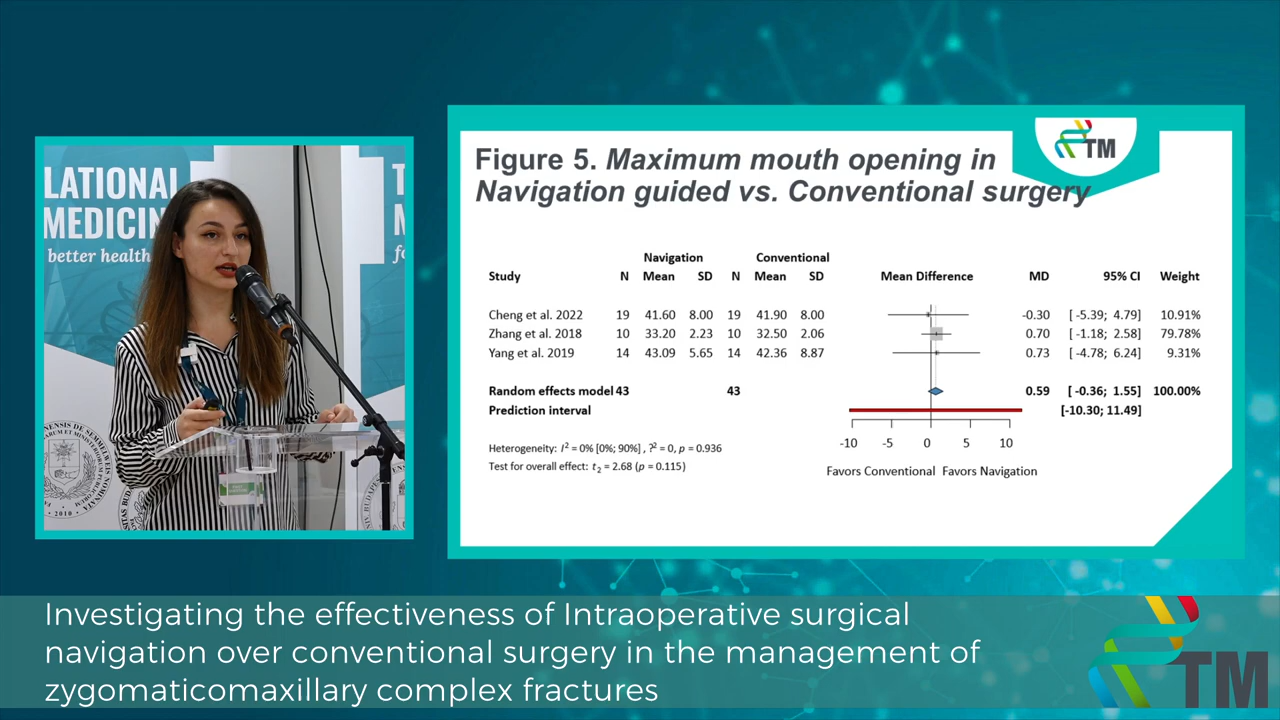 LATIONAL
MEDICIN
better health
T
M
fo
2010
Figure 5. Maximum mouth opening in
Navigation guided vs. Conventional surgery
TM
Navigation Conventional
Study N Mean SD N Mean SD Mean Difference MD 95% CI Weight
Cheng et al. 2022 19 41.60 8.00 19 41.90 8.00 -0.30 [ -5.39; 4.79] 10.91%
Zhang et al. 2018 10 33.20 2.23 10 32.50 2.06 0.70 [ -1.18; 2.58] 79.78%
Yang et al. 2019 14 43.09 5.65 14 42.36 8.87 0.73 [ -4.78; 6.24] 9.31%
Random effects model 43 43 0.59 [ -0.36; 1.55] 100.00%
Prediction interval [-10.30; 11.49]
-10 -5 0 5 10
Heterogeneity: I² = 0% [0%; 90%] , ?² = 0, p = 0.936
Test for overall effect: t₂ = 2.68 (p = 0.115)
Favors Conventional Favors Navigation
Investigating the effectiveness of Intraoperative surgical
navigation over conventional surgery in the management of
zygomaticomaxillary complex fractures
TM